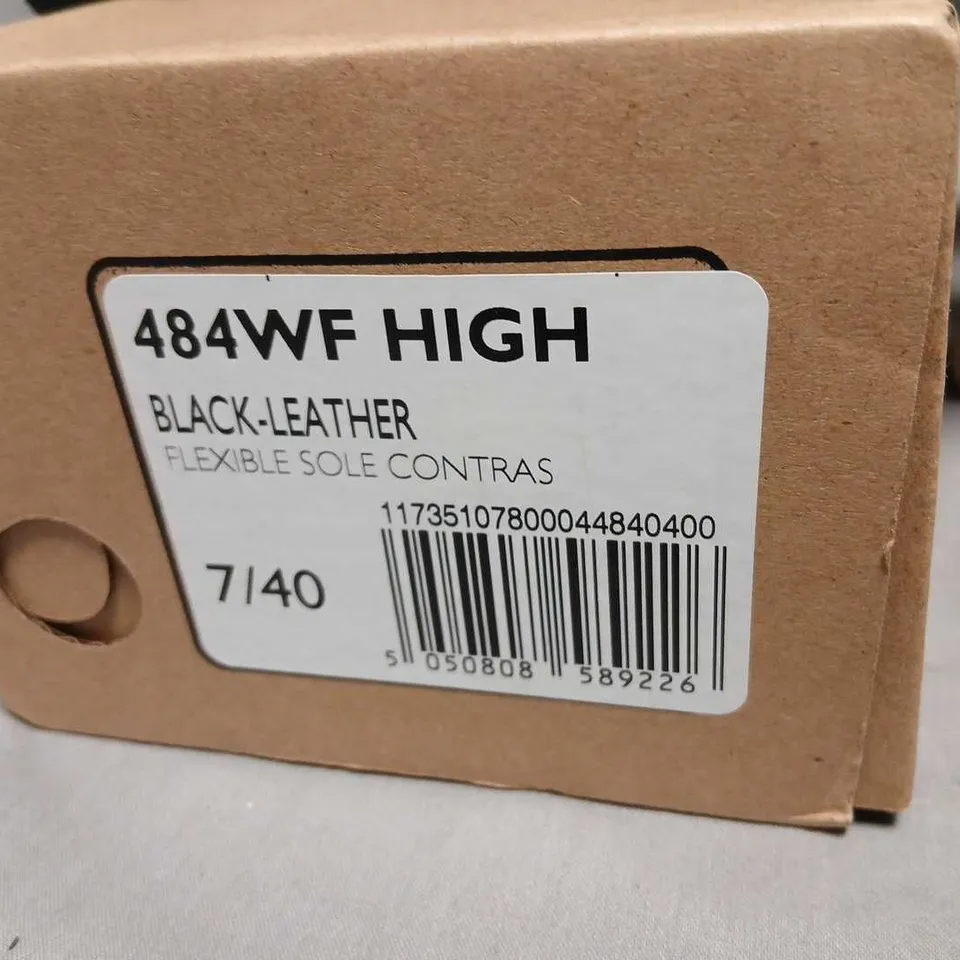 484WF HIGH
BLACK-LEATHER
FLEXIBLE SOLE CONTRAS
11735107800044840400
7/40
5 050808 589226